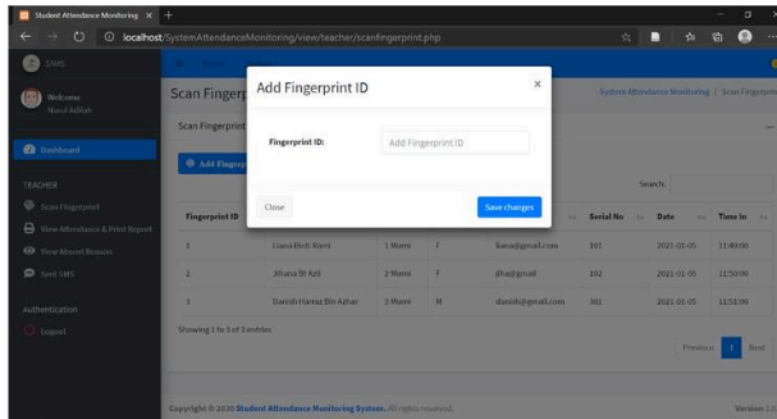 Student Attendance Monitoring
localhost/SystemAttendanceMonitoring/view/teacher/scanfingerprint.php
SAMS
Welcome
Nurul Adilah
Dashboard
TEACHER
Scan Fingerprint
View Attendance & Print Report
View Absent Reason
Sent SMS
Authentication
Logout
Scan Fingerp
System Attendance Monitoring / Scan Fingerprin
Scan Fingerprint
Add Fingerp
Add Fingerprint ID
×
Fingerprint ID:
Add Fingerprint ID
Close
Save changes
Search:
Fingerprint ID Serial No Date Time In
1 Liana Binti Rami 1 Murni F liana@gmail.com 101 2021-01-05 11:49:00
2 Jihana Bt Azli 2 Murni F jiha@gmail 102 2021-01-05 11:50:00
3 Danish Harraz Bin Azhar 3 Murni M danish@gmail.com 2021-01-05 11:51:00
Showing 1 to 3 of 3 entries
Previous 1 Next
Copyright © 2020 Student Attendance Monitoring System. All rights reserved.
Version